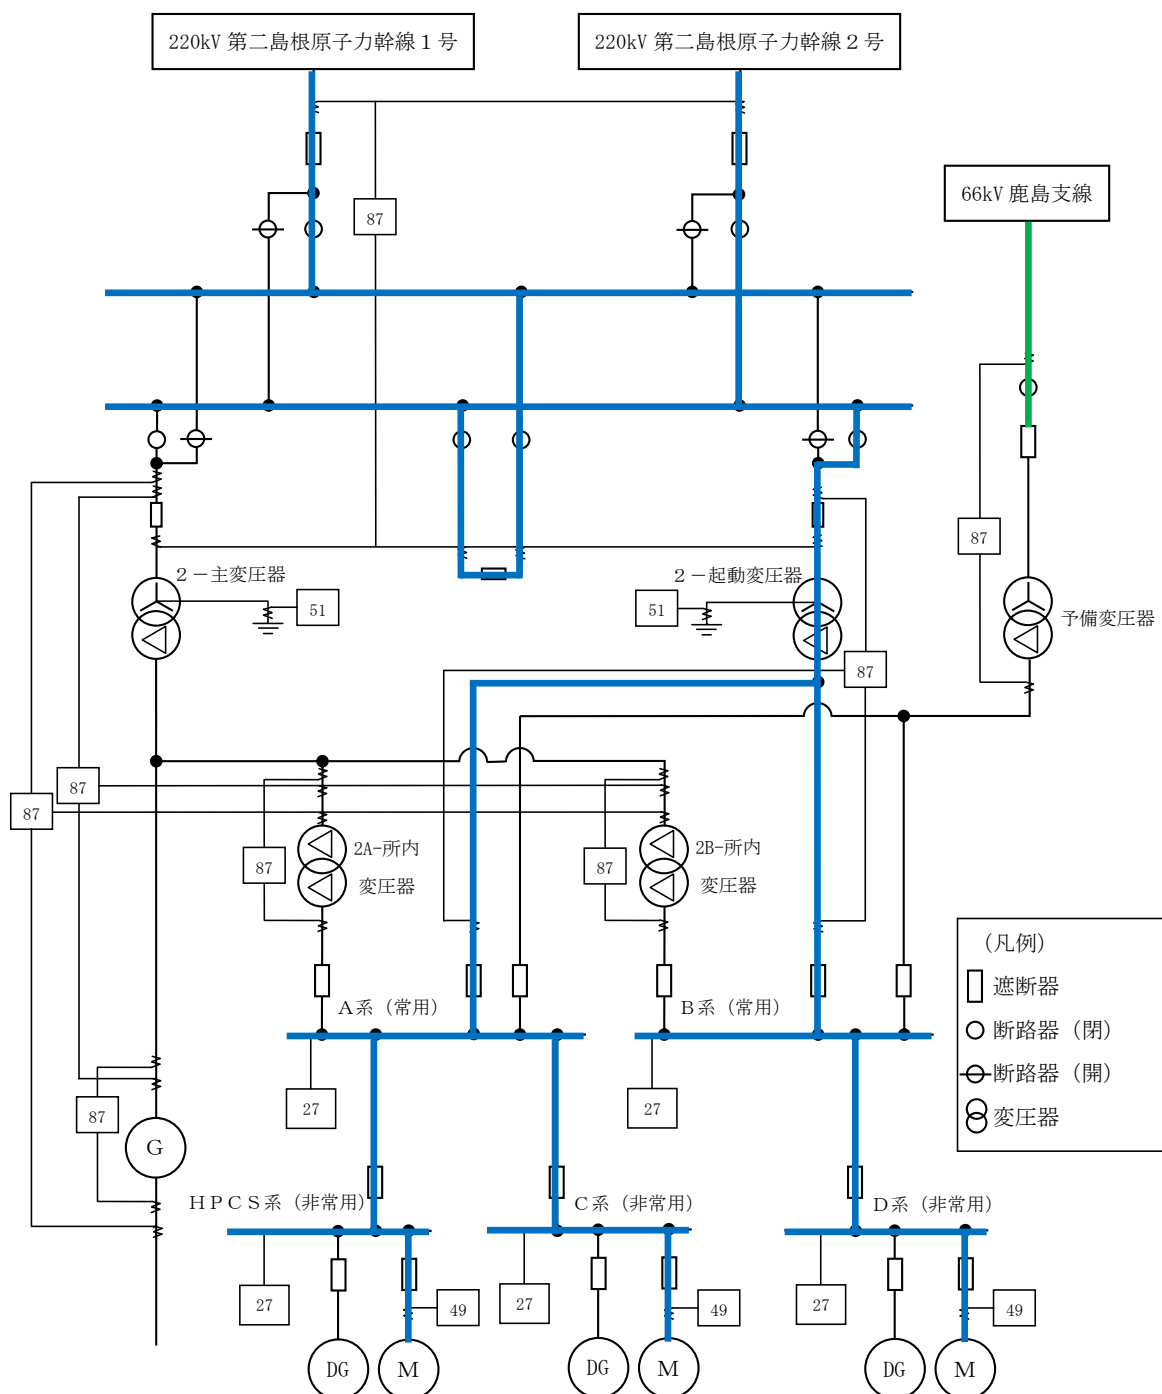 220kV 第二島根原子力幹線１号
220kV 第二島根原子力幹線２号
66kV 鹿島支線
87
87
２－主変圧器
51
２－起動変圧器
51
予備変圧器
87
87
87
2A-所内
変圧器
87
2B-所内
変圧器
87
(凡例)
遮断器
断路器（閉）
断路器（開）
変圧器
Ａ系（常用）
Ｂ系（常用）
27
27
87
G
ＨＰＣＳ系（非常用）
Ｃ系（非常用）
Ｄ系（非常用）
27
49
27
49
27
49
DG
M
DG
M
DG
M